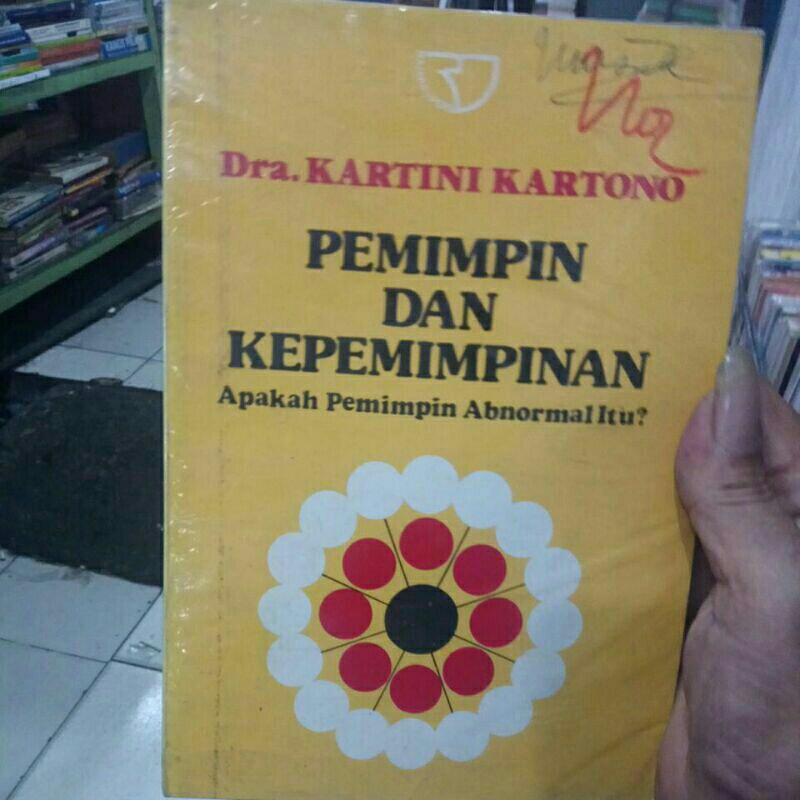 Dra. KARTINI KARTONO
PEMIMPIN
DAN
KEPEMIMPINAN
Apakah Pemimpin Abnormal Itu?